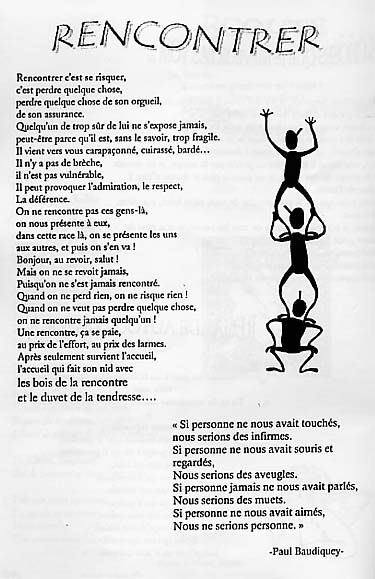 RENCONTRER
Rencontrer c'est se risquer,
c'est perdre quelque chose,
perdre quelque chose de son orgueil,
de son assurance.
Quelqu'un de trop sûr de lui ne s'expose jamais,
peut-être parce qu'il est, sans le savoir, trop fragile.
Il vient vers vous carapaçonné, cuirassé, bardé...
Il n'y a pas de brèche,
il n'est pas vulnérable,
Il peut provoquer l'admiration, le respect,
La déférence.
On ne rencontre pas ces gens-là,
on nous présente à eux,
dans cette race là, on se présente les uns
aux autres, et puis on s'en va !
Bonjour, au revoir, salut !
Mais on ne se revoit jamais,
Puisqu'on ne s'est jamais rencontré.
Quand on ne perd rien, on ne risque rien !
Quand on ne veut pas perdre quelque chose,
on ne rencontre jamais quelqu'un !
Une rencontre, ça se paie,
au prix de l'effort, au prix des larmes.
Après seulement survient l'accueil,
l'accueil qui fait son nid avec
les bois de la rencontre
et le duvet de la tendresse....
« Si personne ne nous avait touchés,
nous serions des infirmes.
Si personne ne nous avait souris et
regardés,
Nous serions des aveugles.
Si personne jamais ne nous avait parlés,
Nous serions des muets.
Si personne ne nous avait aimés,
Nous ne serions personne. »
-Paul Baudiquey-